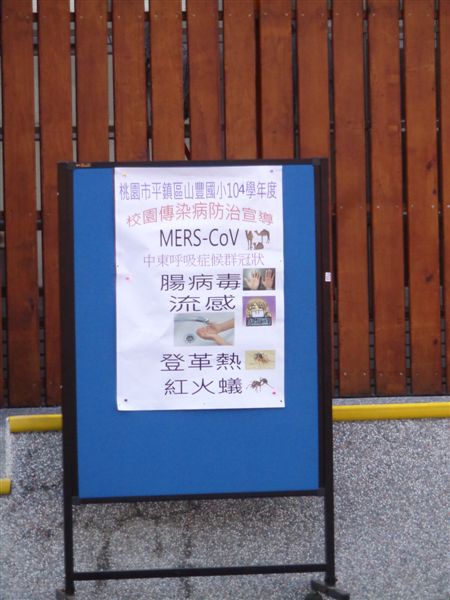 桃園市平鎮區山豐國小104學年度
校園傳染病防治宣導
MERS-CoV
中東呼吸症候群冠狀
腸病毒
流感
登革熱
紅火蟻